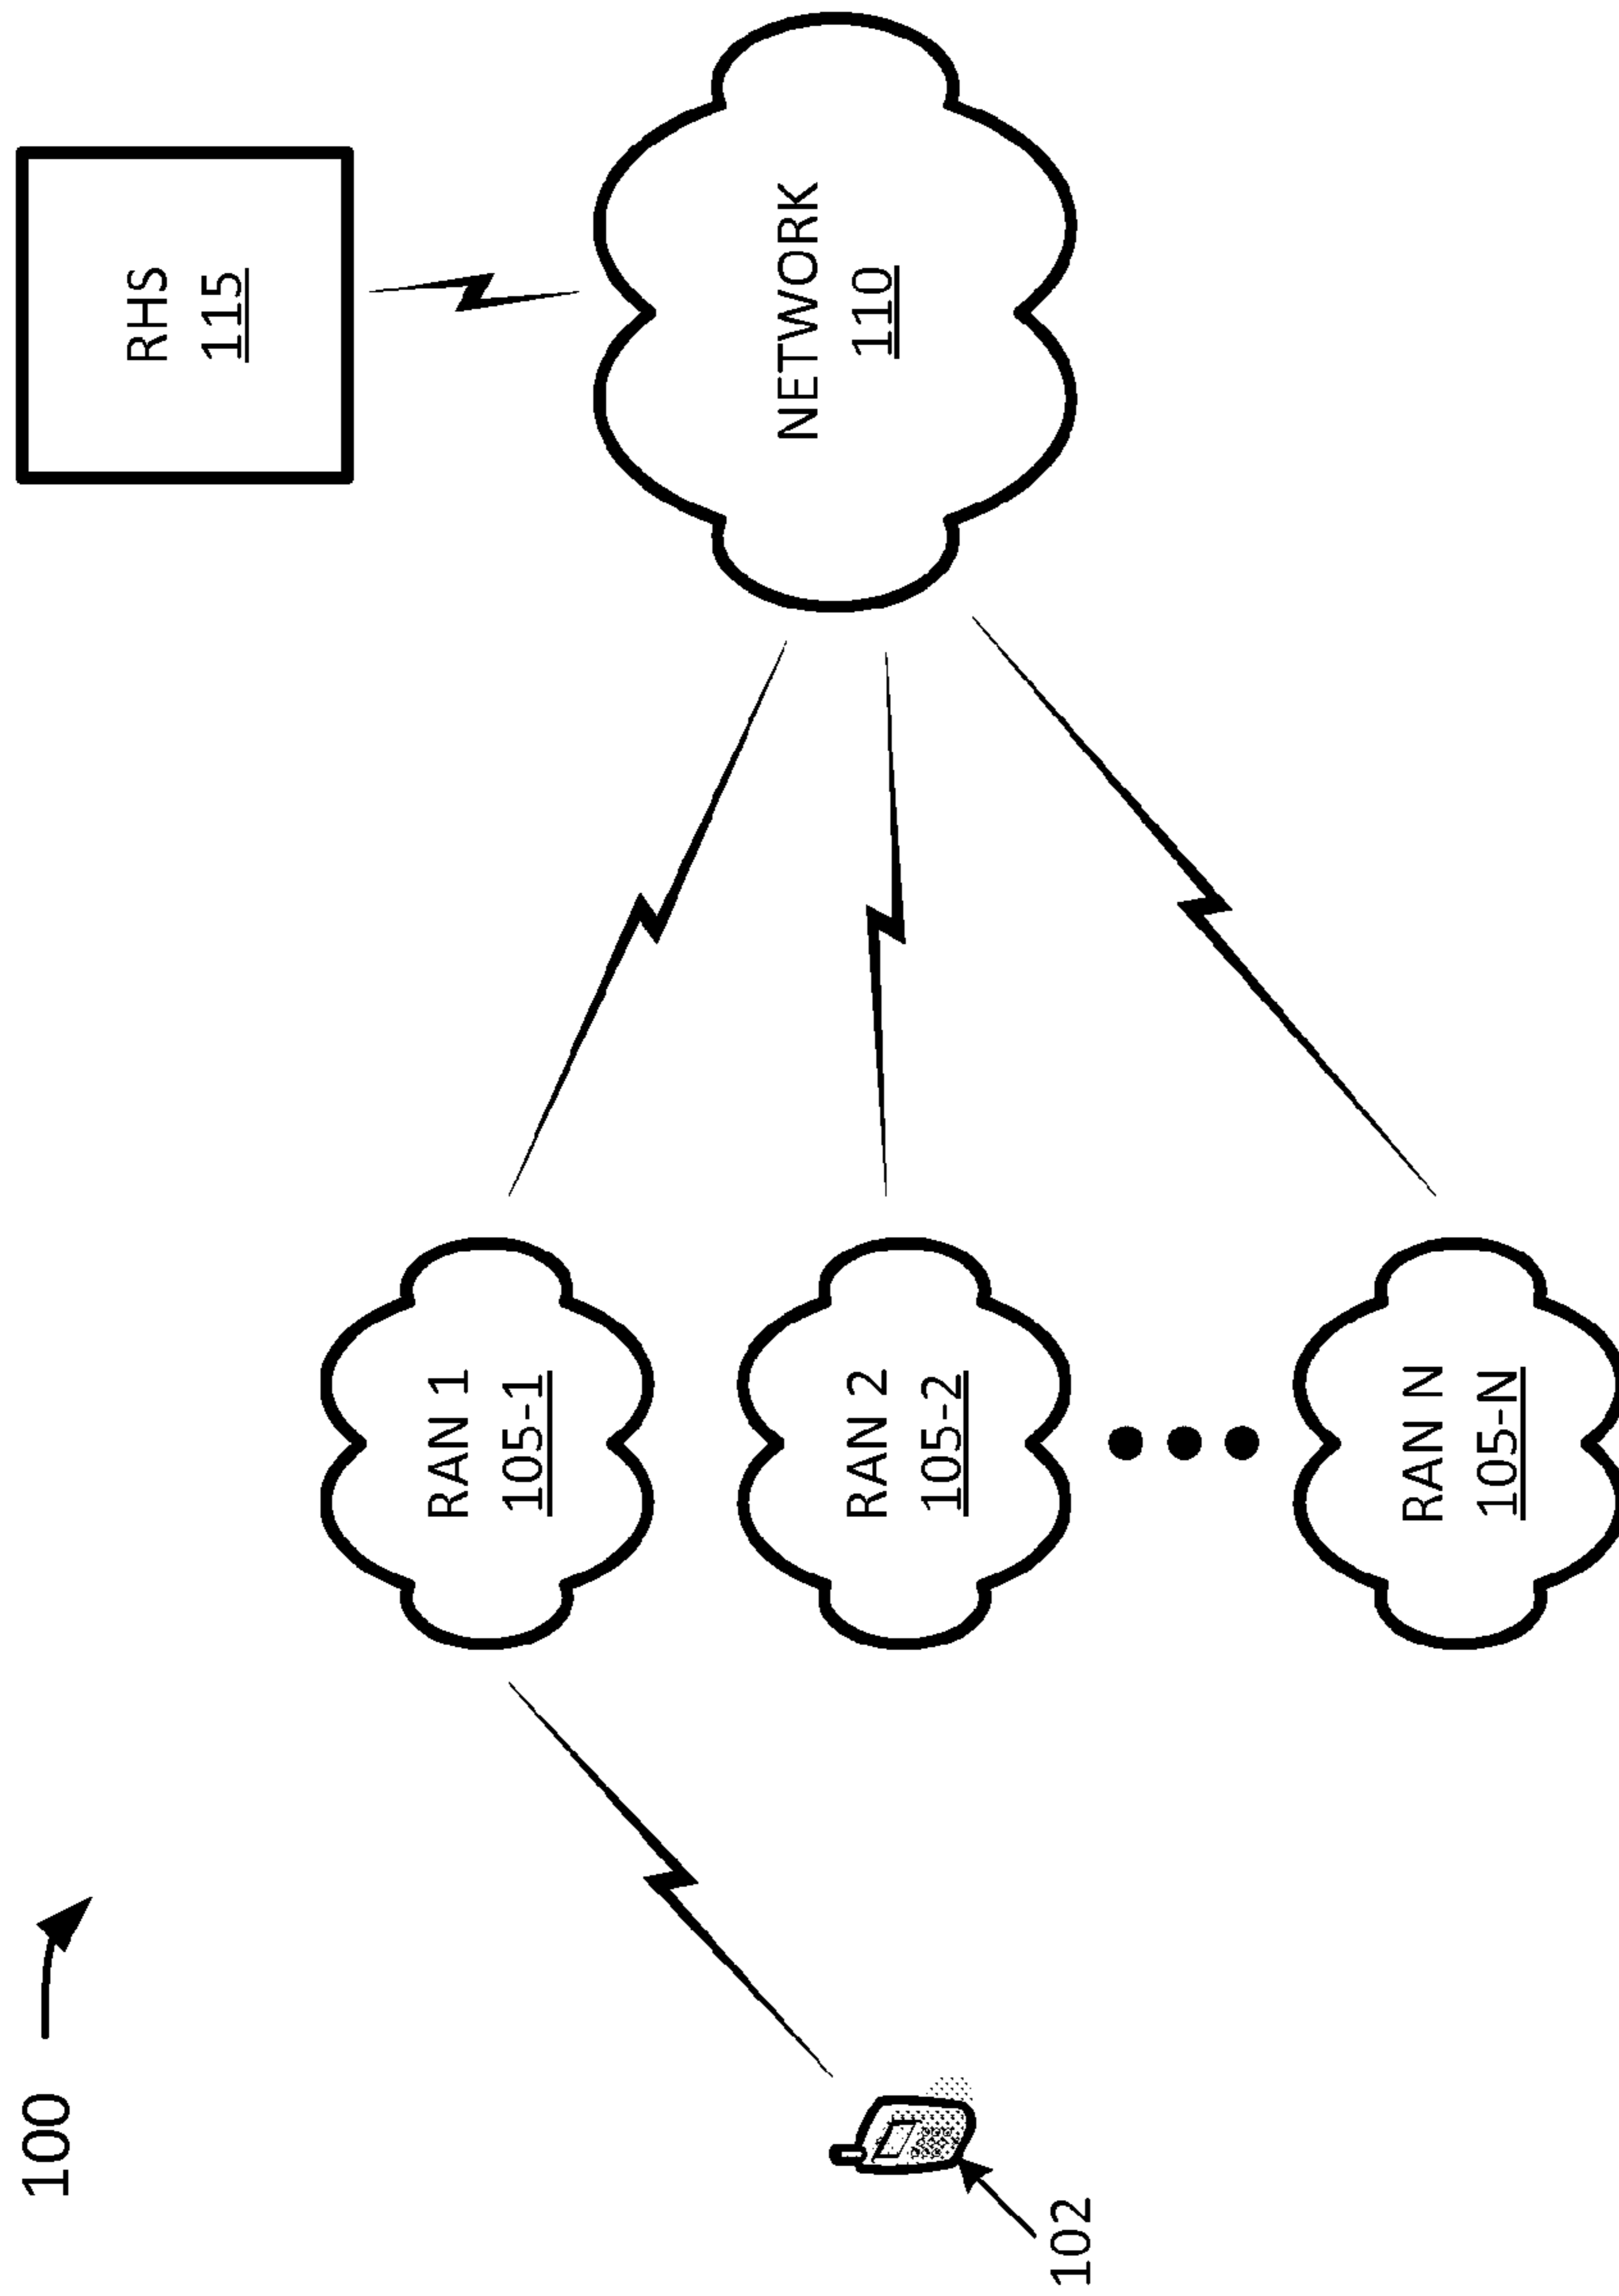 100
RHS
115
RAN 1
105-1
NETWORK
110
RAN 2
105-2
102
RAN N
105-N